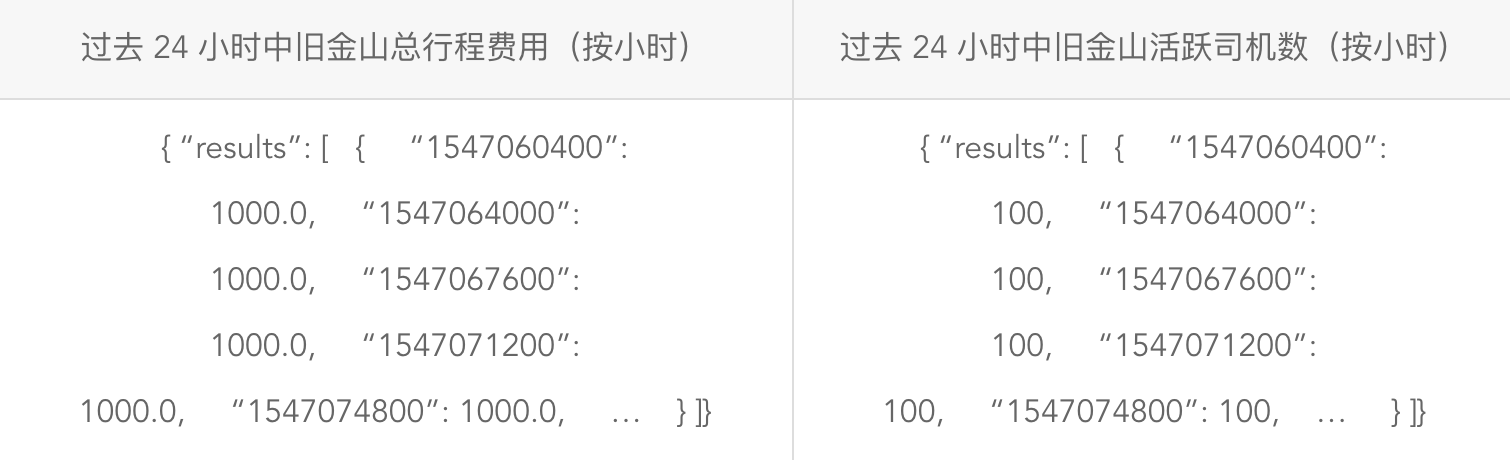 过去 24 小时中旧金山总行程费用（按小时）
过去 24 小时中旧金山活跃司机数（按小时）
{ “results”: [ { “1547060400”:
1000.0, “1547064000”:
1000.0, “1547067600”:
1000.0, “1547071200”:
1000.0, “1547074800”: 1000.0, … } ]}
{ “results”: [ { “1547060400”:
100, “1547064000”:
100, “1547067600”:
100, “1547071200”:
100, “1547074800”: 100, … } ]}